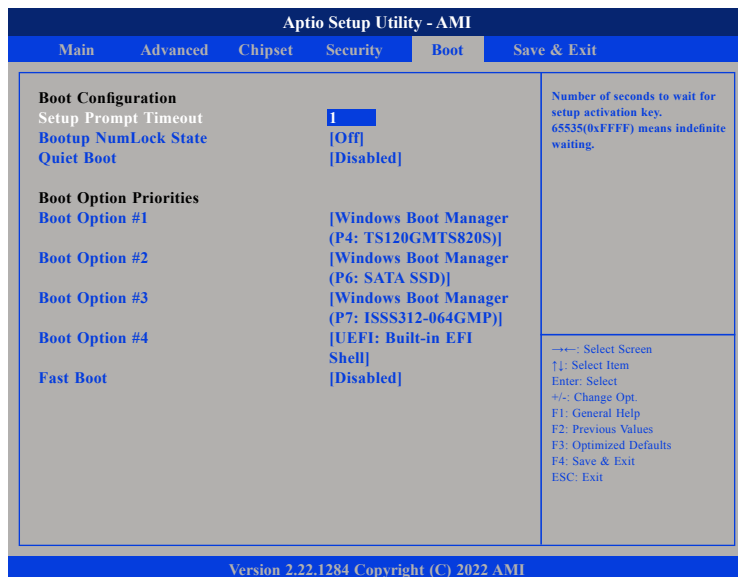 Aptio Setup Utility - AMI
Main Advanced Chipset Security Boot Save & Exit
Boot Configuration
Setup Prompt Timeout 1
Bootup NumLock State [Off]
Quiet Boot [Disabled]
Boot Option Priorities
Boot Option #1 [Windows Boot Manager
(P4: TS120GMTS820S)]
Boot Option #2 [Windows Boot Manager
(P6: SATA SSD)]
Boot Option #3 [Windows Boot Manager
(P7: ISSS312-064GMP)]
Boot Option #4 [UEFI: Built-in EFI
Shell]
Fast Boot [Disabled]
Number of seconds to wait for
setup activation key.
65535(0xFFFF) means indefinite
waiting.
→←: Select Screen
↑↓: Select Item
Enter: Select
+/-: Change Opt.
F1: General Help
F2: Previous Values
F3: Optimized Defaults
F4: Save & Exit
ESC: Exit
Version 2.22.1284 Copyright (C) 2022 AMI